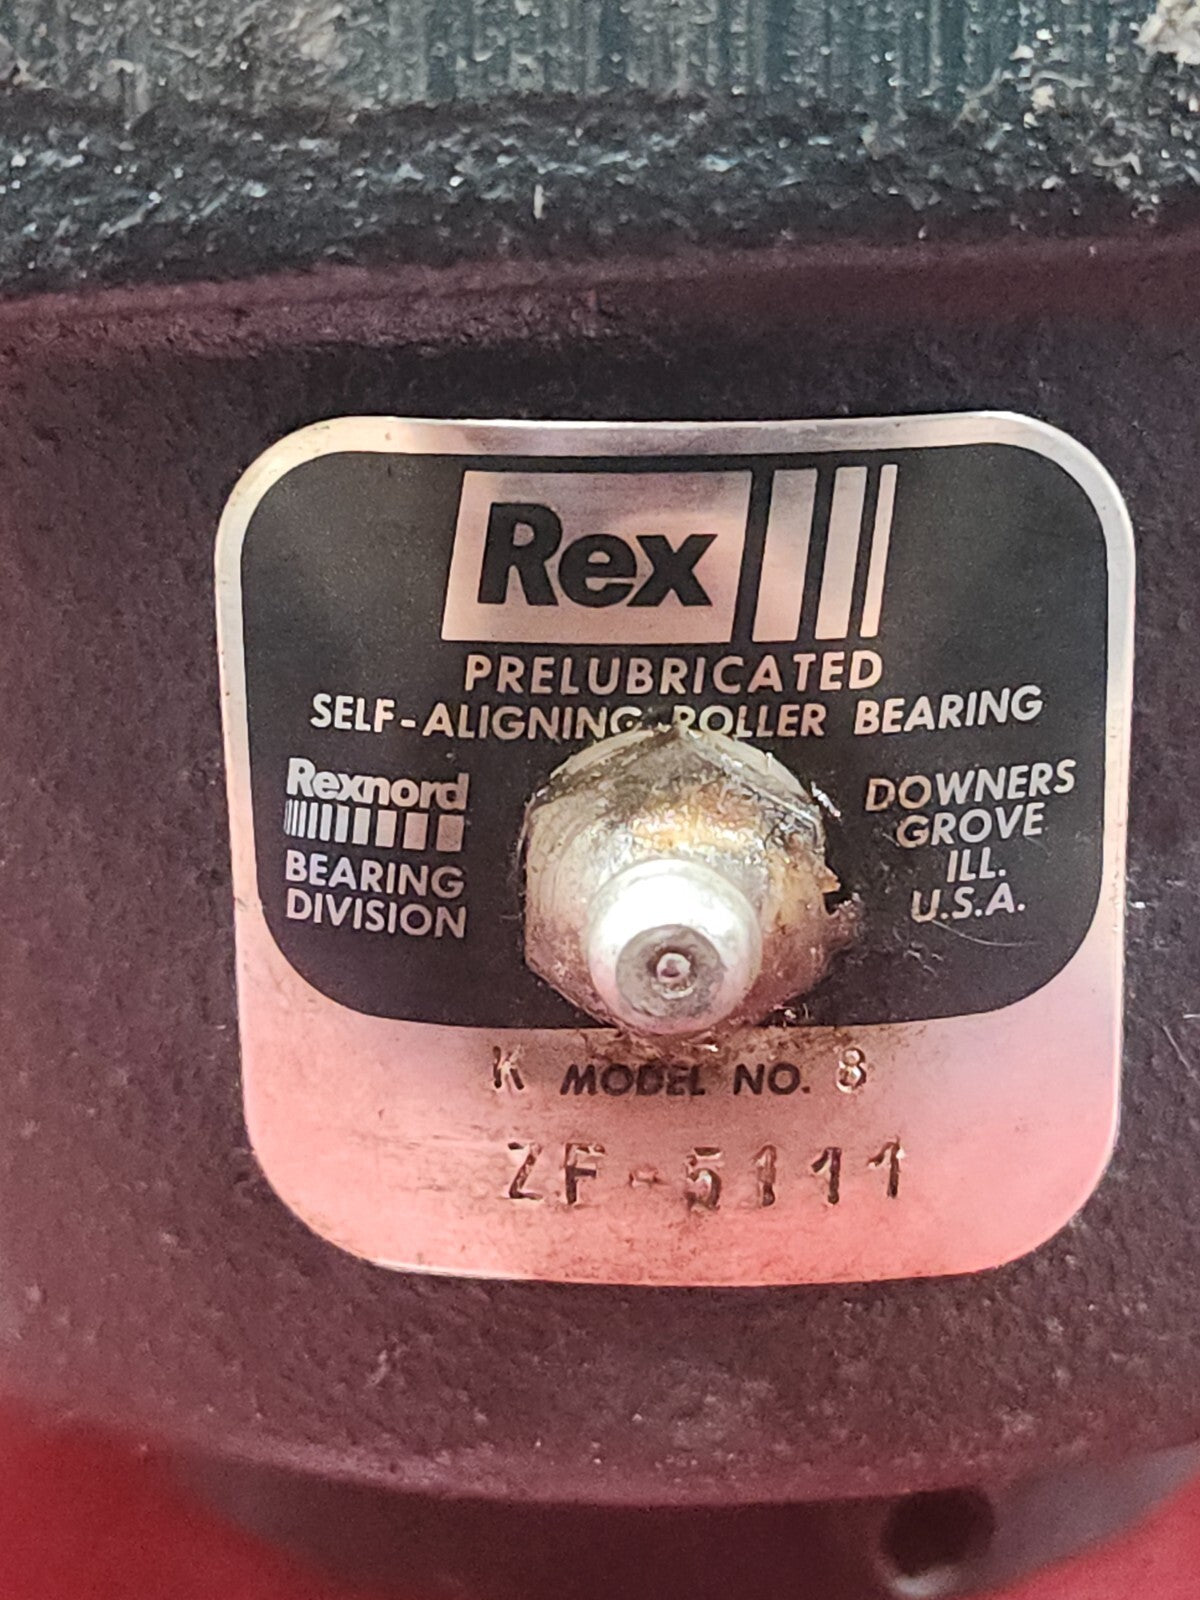 Rex
PRELUBRICATED
SELF-ALIGNING ROLLER BEARING
Rexnord
BEARING
DIVISION
DOWNERS
GROVE
ILL.
U.S.A.
K MODEL NO. 8
ZF-5111